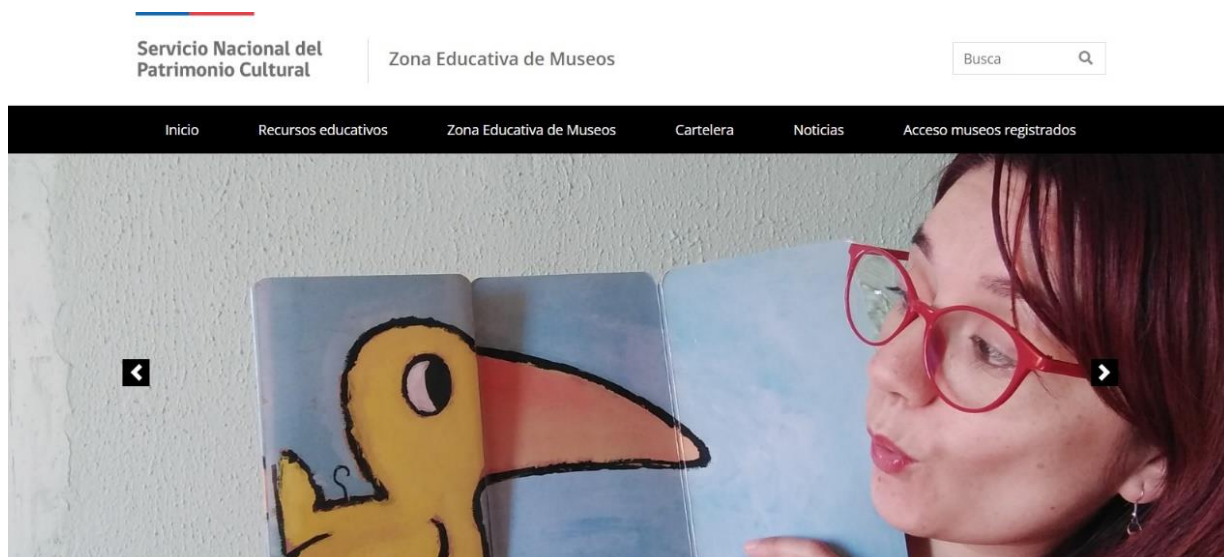 Servicio Nacional del
Patrimonio Cultural
Zona Educativa de Museos
Busca
Inicio Recursos educativos Zona Educativa de Museos Cartelera Noticias Acceso museos registrados